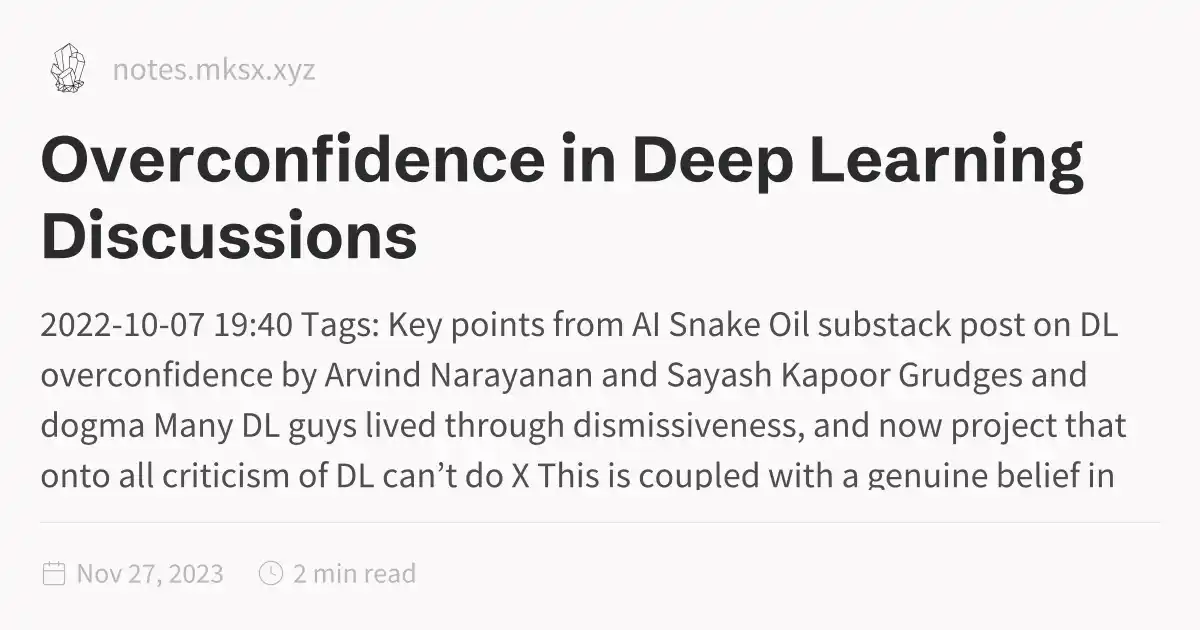 notes.mksx.xyz
Overconfidence in Deep Learning
Discussions
2022-10-07 19:40 Tags: Key points from AI Snake Oil substack post on DL
overconfidence by Arvind Narayanan and Sayash Kapoor Grudges and
dogma Many DL guys lived through dismissiveness, and now project that
onto all criticism of DL can’t do X This is coupled with a genuine belief in
Nov 27, 2023 2 min read